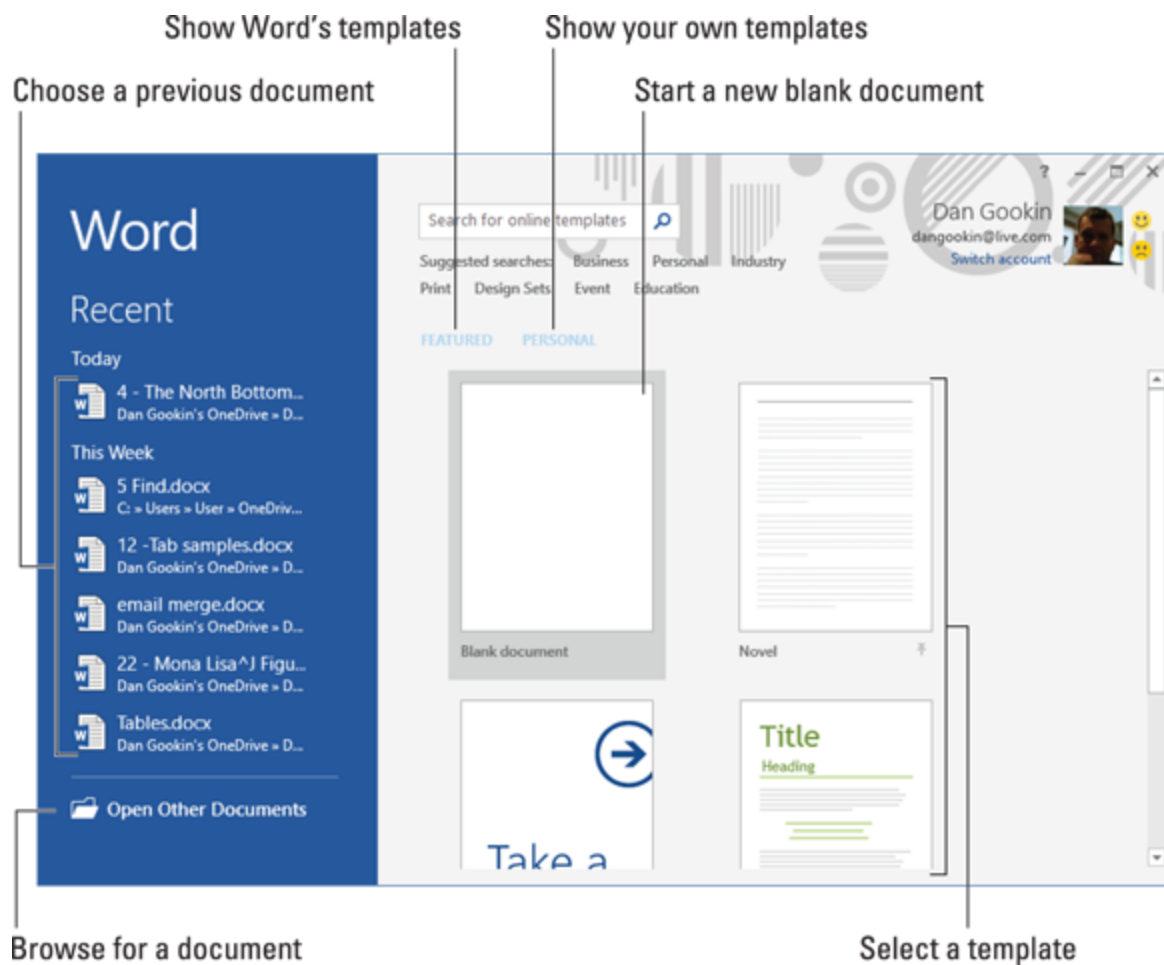 Show Word's templates
Show your own templates
Choose a previous document
Start a new blank document
Word
Recent
Today
4 - The North Bottom...
Dan Gookin's OneDrive » D...
This Week
5 Find.docx
C: » Users » User » OneDriv...
12 -Tab samples.docx
Dan Gookin's OneDrive » D...
email merge.docx
Dan Gookin's OneDrive » D...
22 - Mona Lisa^J Figu...
Dan Gookin's OneDrive » D...
Tables.docx
Dan Gookin's OneDrive » D...
Open Other Documents
Search for online templates
Suggested searches: Business Personal Industry
Print Design Sets Event Education
?
Dan Gookin
dangookin@live.com
Switch account
FEATURED PERSONAL
Blank document
Novel
Take a
Title
Heading
Browse for a document
Select a template